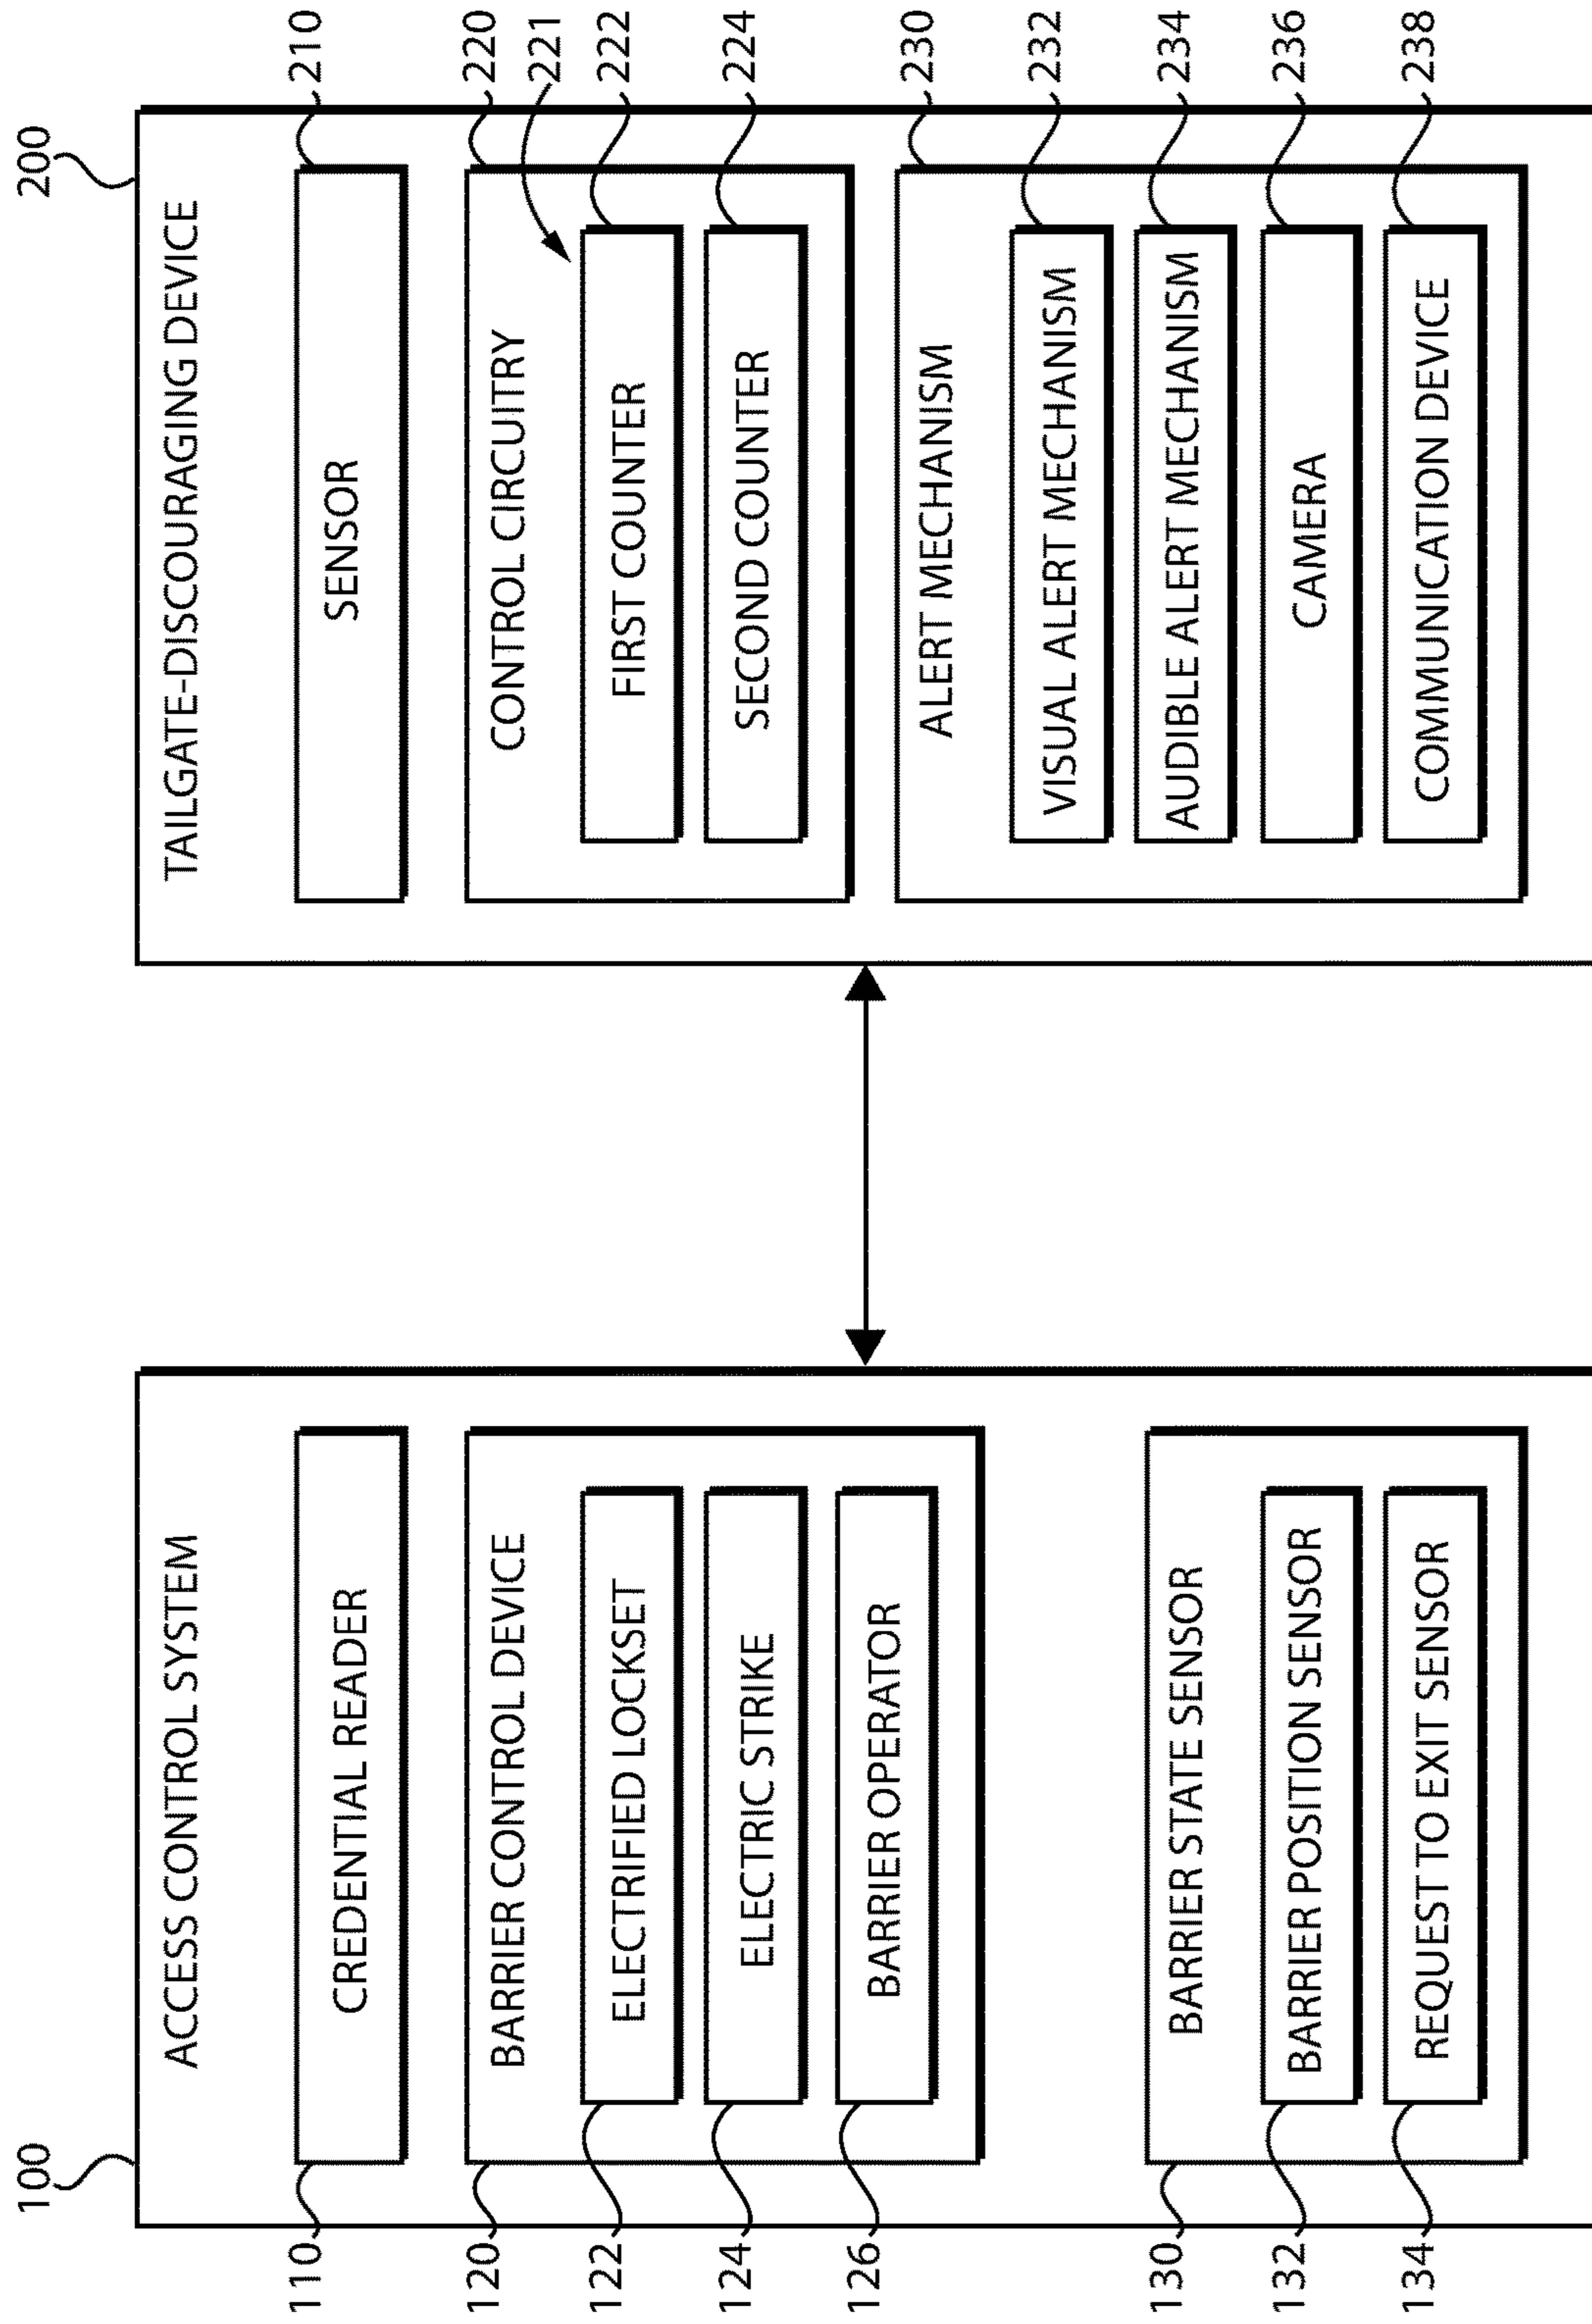 100
ACCESS CONTROL SYSTEM
110
CREDENTIAL READER
120
BARRIER CONTROL DEVICE
122
ELECTRIFIED LOCKSET
124
ELECTRIC STRIKE
126
BARRIER OPERATOR
130
BARRIER STATE SENSOR
132
BARRIER POSITION SENSOR
134
REQUEST TO EXIT SENSOR
200
TAILGATE-DISCOURAGING DEVICE
SENSOR
210
CONTROL CIRCUITRY
220
221
FIRST COUNTER
222
SECOND COUNTER
224
ALERT MECHANISM
230
VISUAL ALERT MECHANISM
232
AUDIBLE ALERT MECHANISM
234
CAMERA
236
COMMUNICATION DEVICE
238